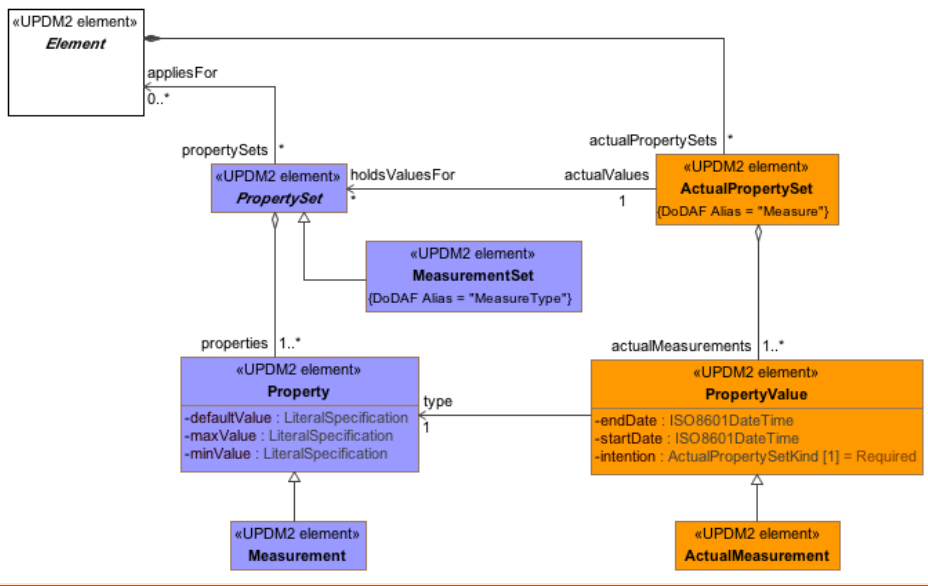 «UPDM2 element»
Element
appliesFor
0..*
propertySets *
actualPropertySets *
«UPDM2 element»
PropertySet
holdsValuesFor
*
actualValues
1
«UPDM2 element»
ActualPropertySet
{DoDAF Alias = "Measure"}
«UPDM2 element»
MeasurementSet
{DoDAF Alias = "MeasureType"}
properties 1..*
actualMeasurements 1..*
«UPDM2 element»
Property
-defaultValue : LiteralSpecification
-maxValue : LiteralSpecification
-minValue : LiteralSpecification
type
1
«UPDM2 element»
PropertyValue
-endDate : ISO8601DateTime
-startDate : ISO8601DateTime
-intention : ActualPropertySetKind [1] = Required
«UPDM2 element»
Measurement
«UPDM2 element»
ActualMeasurement